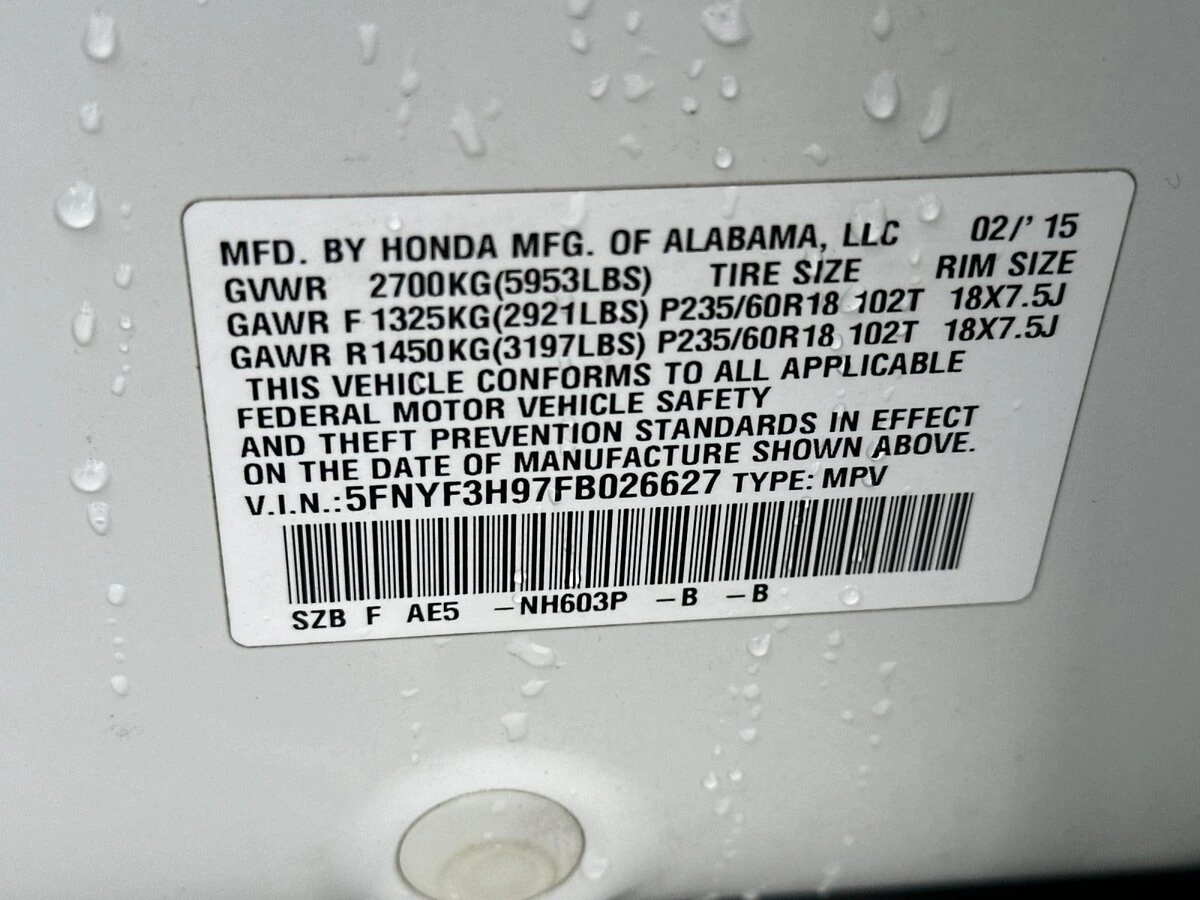 MFD. BY HONDA MFG. OF ALABAMA, LLC 02/' 15
GVWR 2700KG(5953LBS) TIRE SIZE RIM SIZE
GAWR F 1325KG(2921LBS) P235/60R18 102T 18X7.5J
GAWR R1450KG(3197LBS) P235/60R18 102T 18X7.5J
THIS VEHICLE CONFORMS TO ALL APPLICABLE
FEDERAL MOTOR VEHICLE SAFETY
AND THEFT PREVENTION STANDARDS IN EFFECT
ON THE DATE OF MANUFACTURE SHOWN ABOVE.
V.I.N.:5FNYF3H97FB026627 TYPE: MPV
SZB F AE5 –NH603P –B –B